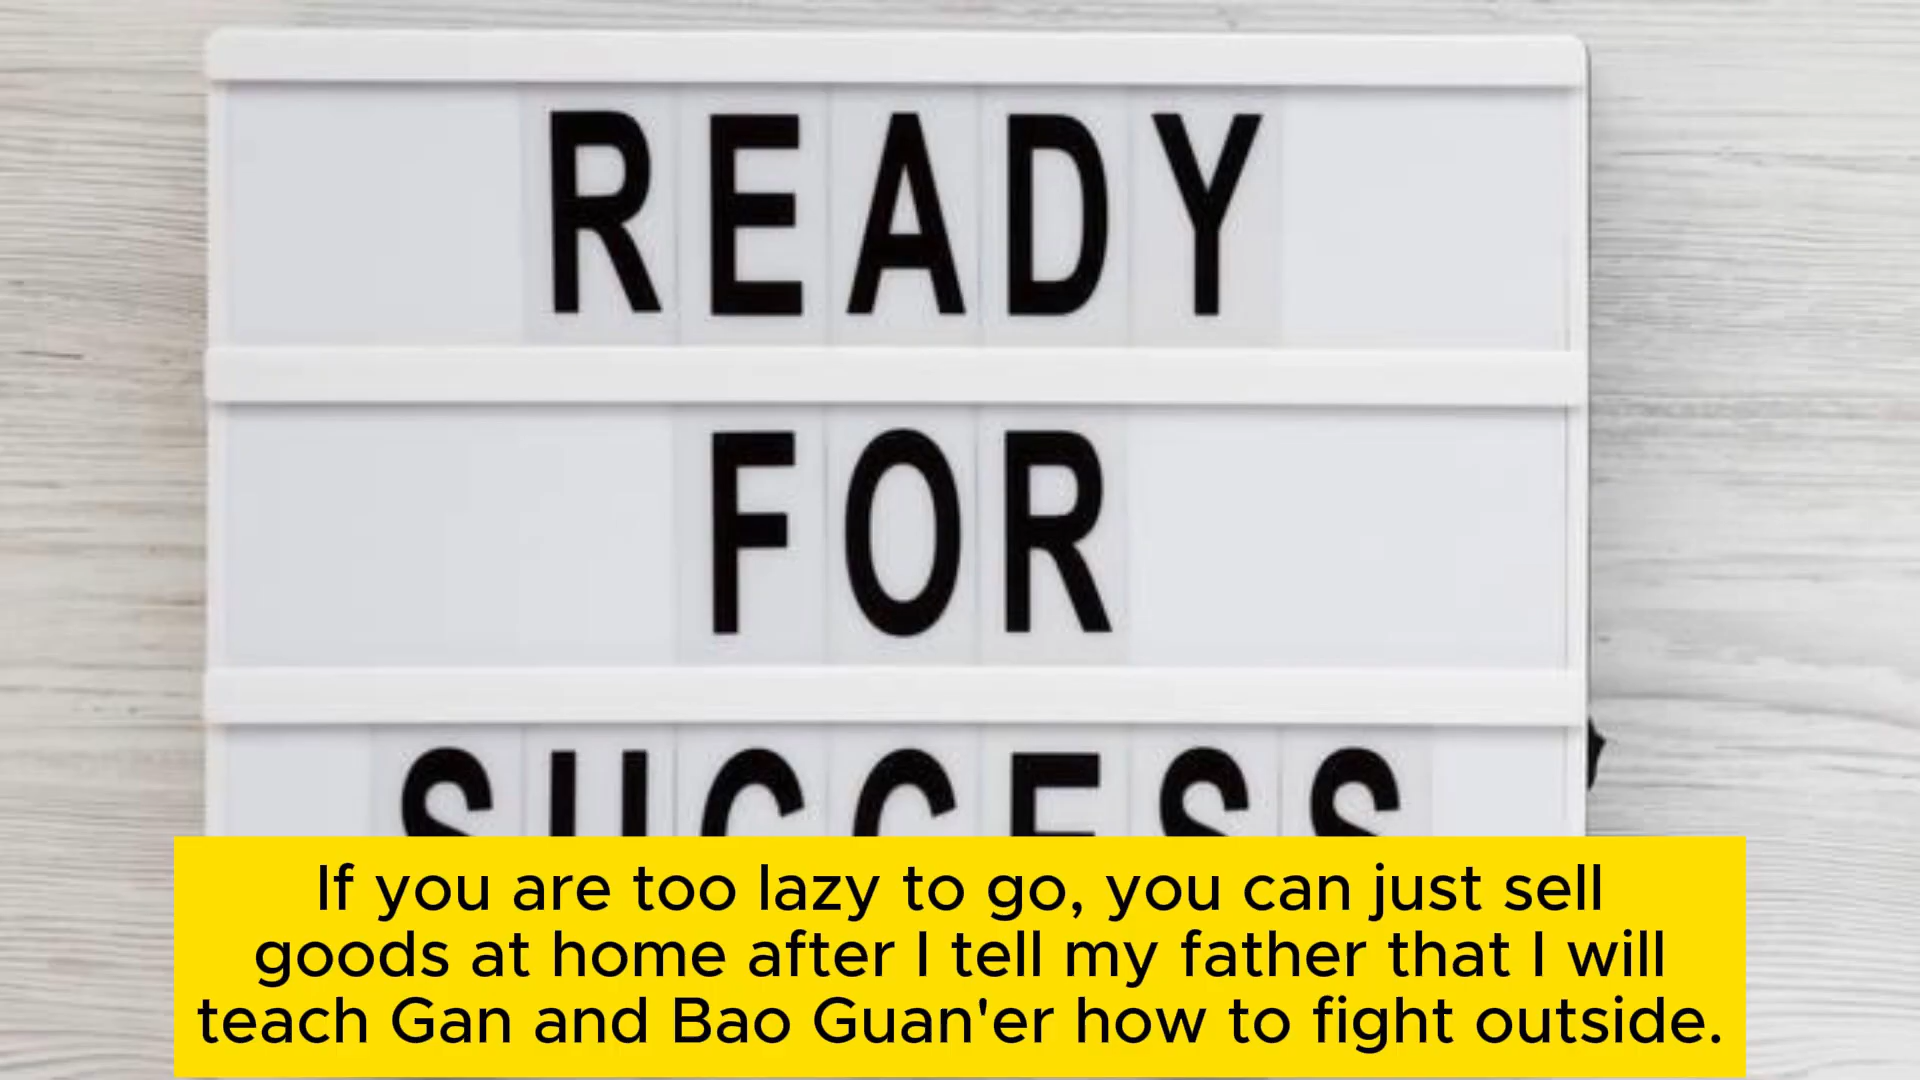 READY
FOR
SUCCESS
If you are too lazy to go, you can just sell
goods at home after I tell my father that I will
teach Gan and Bao Guan'er how to fight outside.